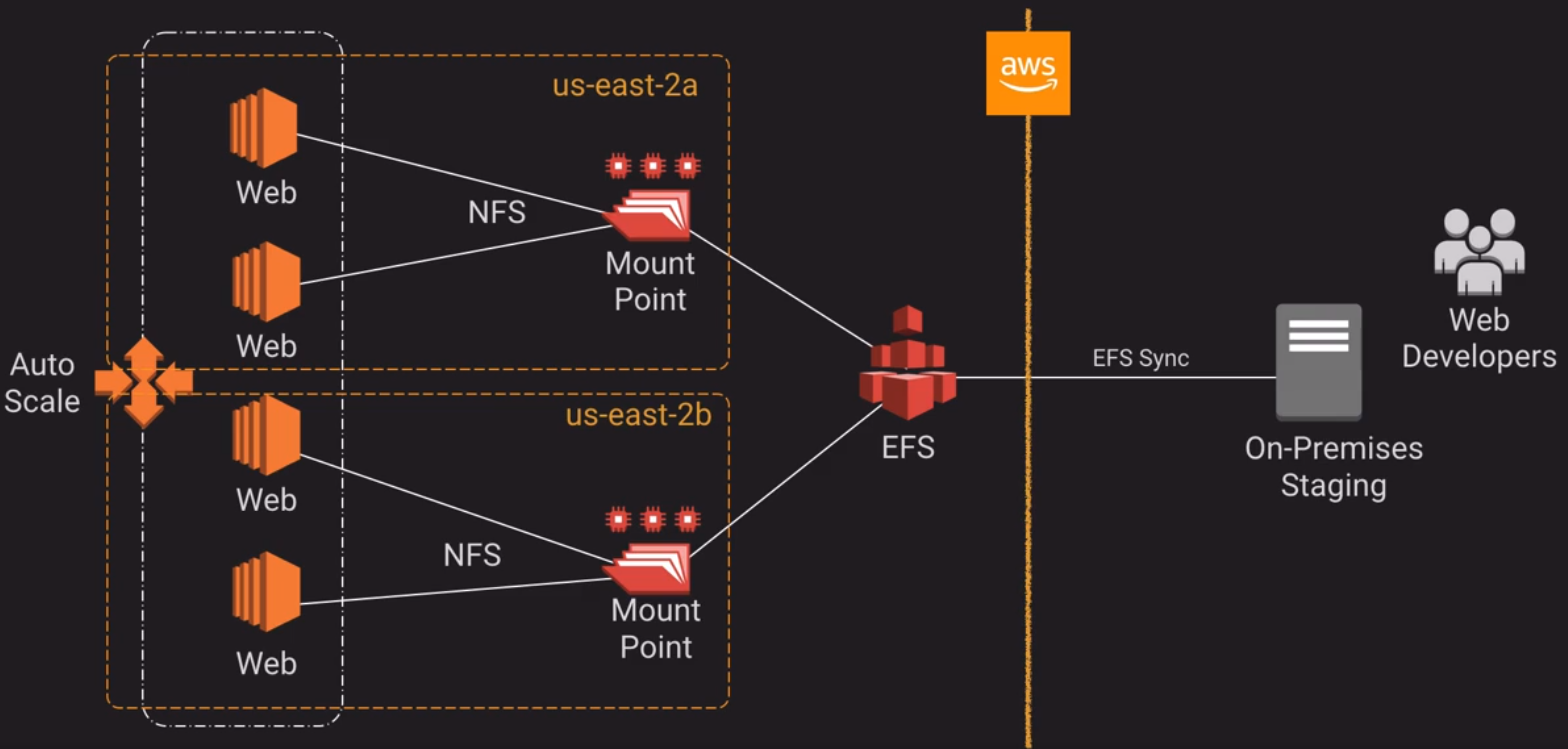 us-east-2a
aws
Web
NFS
Mount
Point
Web
Auto
Scale
us-east-2b
Web
NFS
Mount
Point
Web
EFS
EFS Sync
Web
Developers
On-Premises
Staging